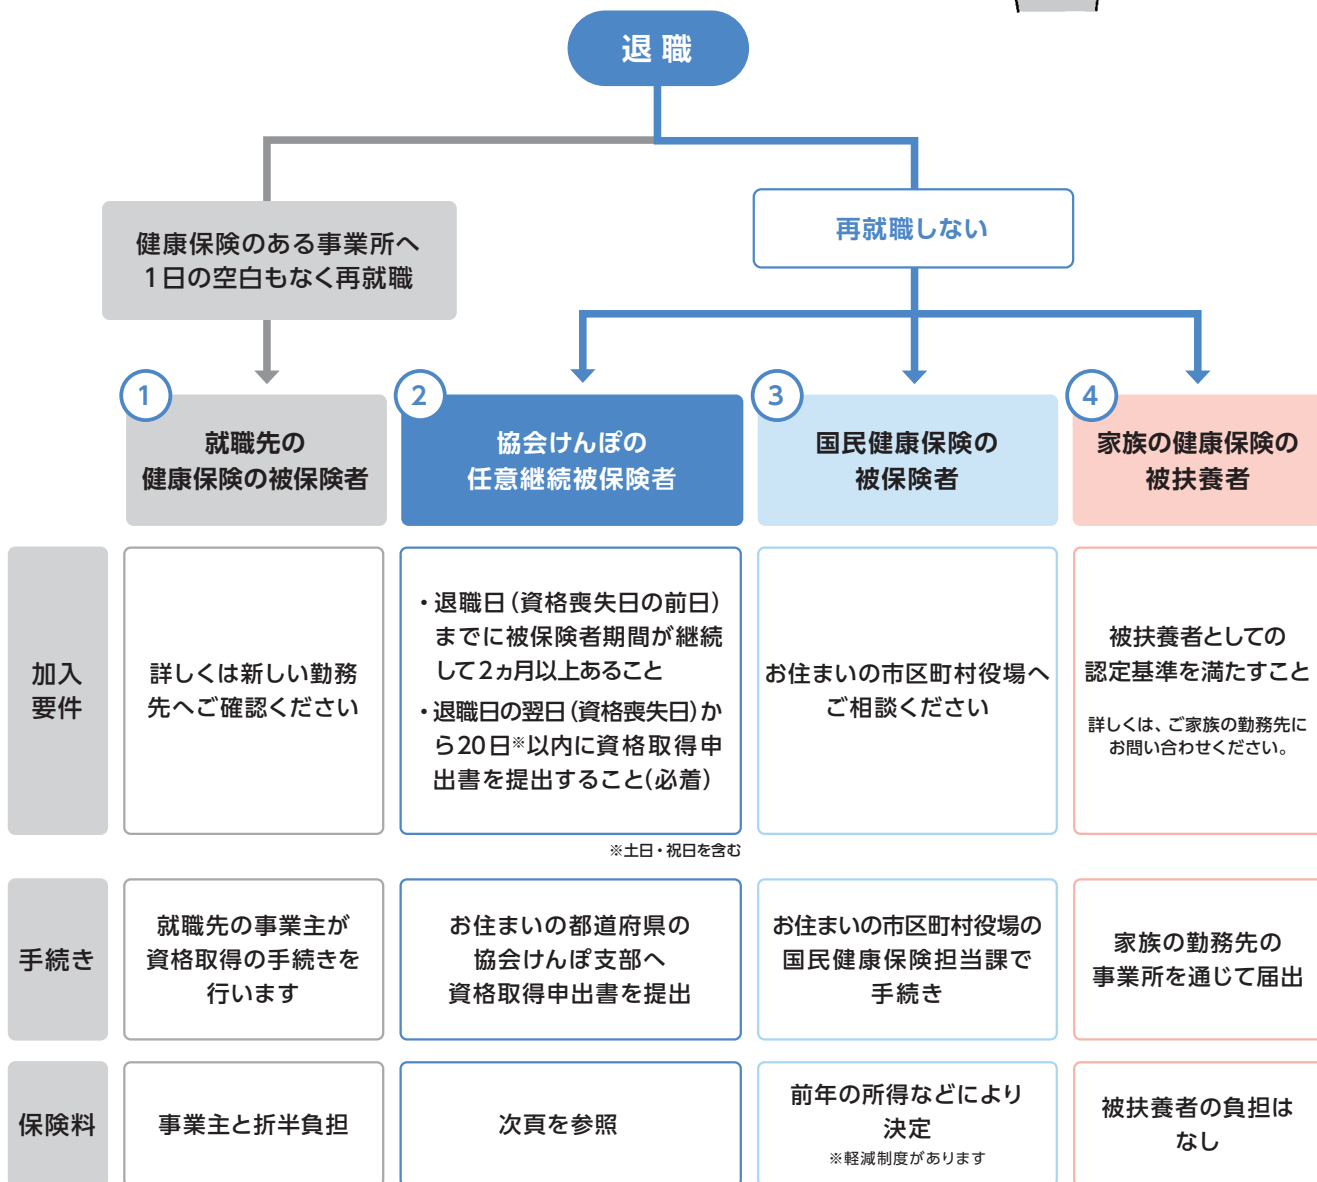 退職
健康保険のある事業所へ
1日の空白もなく再就職
再就職しない
1
就職先の
健康保険の被保険者
2
協会けんぽの
任意継続被保険者
3
国民健康保険の
被保険者
4
家族の健康保険の
被扶養者
加入
要件
詳しくは新しい勤務
先へご確認ください
・退職日(資格喪失日の前日)
までに被保険者期間が継続
して2ヵ月以上あること
・退職日の翌日(資格喪失日)か
ら20日※以内に資格取得申
出書を提出すること(必着)
※土日・祝日を含む
お住まいの市区町村役場へ
ご相談ください
被扶養者としての
認定基準を満たすこと
詳しくは、ご家族の勤務先に
お問い合わせください。
手続き
就職先の事業主が
資格取得の手続きを
行います
お住まいの都道府県の
協会けんぽ支部へ
資格取得申出書を提出
お住まいの市区町村役場の
国民健康保険担当課で
手続き
家族の勤務先の
事業所を通じて届出
保険料
事業主と折半負担
次頁を参照
前年の所得などにより
決定
※軽減制度があります
被扶養者の負担は
なし